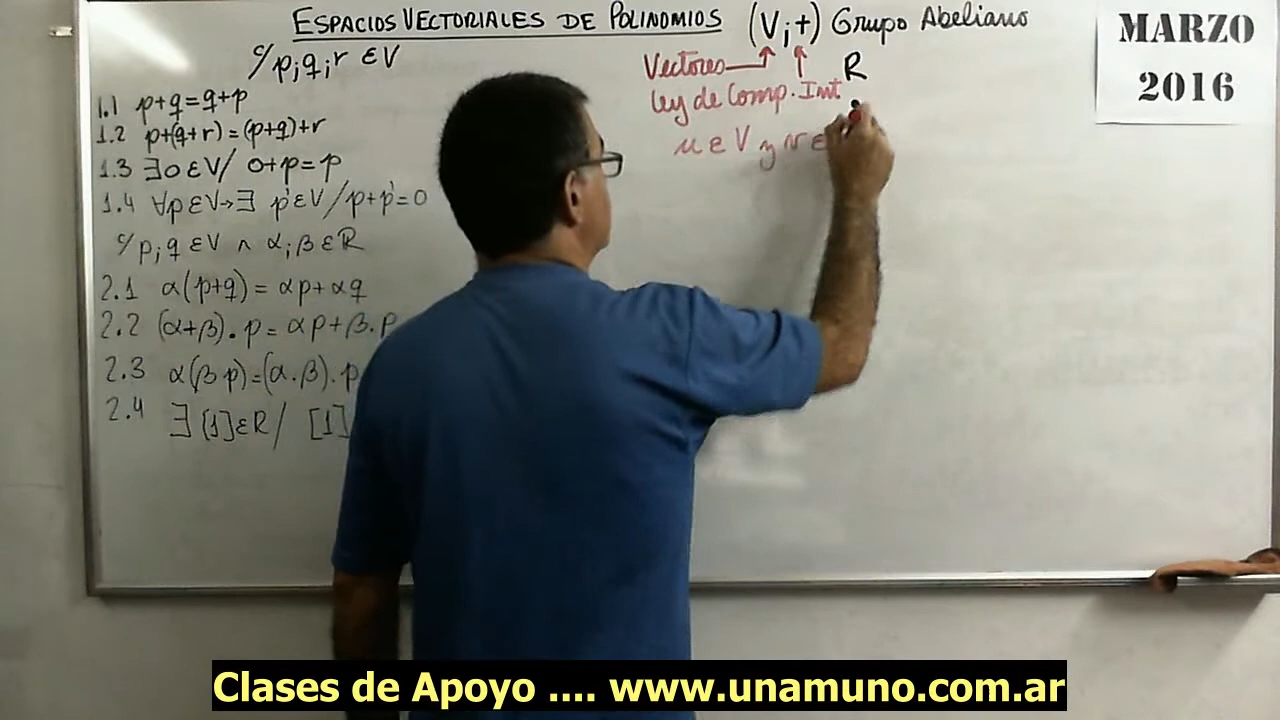 ESPACIOS VECTORIALES DE POLINOMIOS (V;+) Grupo Abeliano
MARZO
2016
c/ p;q;r ∈ V
Vectores R
Ley de Comp. Int
u ∈ V y v ∈
1.1 p+q=q+p
1.2 p+(q+r)=(p+q)+r
1.3 ∃0 ∈ V/ 0+p=p
1.4 ∀p∈V→∃ p'∈V/p+p'=0
c/p;q ∈V ∧ α;β∈R
2.1 α(p+q)= αp+αq
2.2 (α+β).p=αp+β.p
2.3 α(β.p)=(α.β).p
2.4 ∃ [1]∈R/ [1]
Clases de Apoyo .... www.unamuno.com.ar